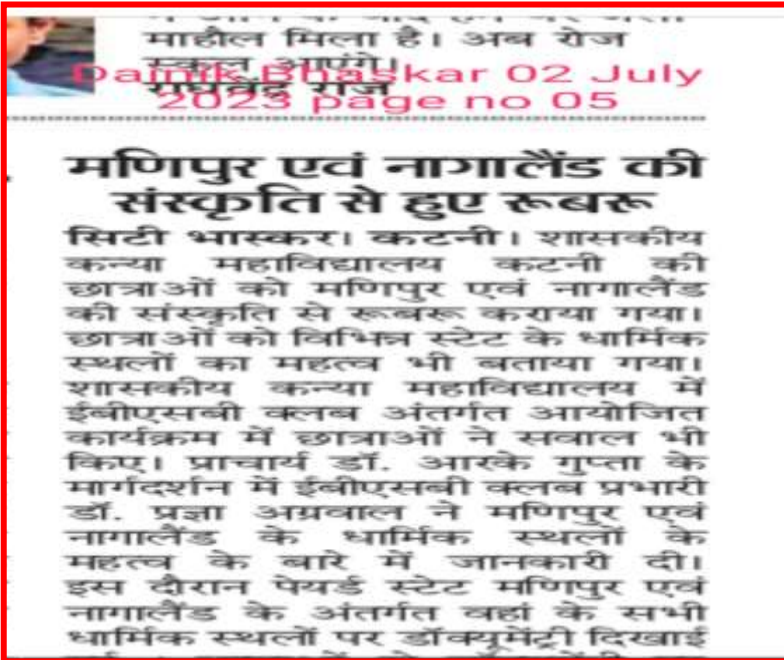 माहौल मिला है। अब रोज
स्कूल आएंगे।
राघवेंद्र राज
Dainik Bhaskar 02 July
2023 page no 05
मणिपुर एवं नागालैंड की
संस्कृति से हुए रूबरू
सिटी भास्कर। कटनी। शासकीय
कन्या महाविद्यालय कटनी की
छात्राओं को मणिपुर एवं नागालैंड
की संस्कृति से रूबरू कराया गया।
छात्राओं को विभिन्न स्टेट के धार्मिक
स्थलों का महत्व भी बताया गया।
शासकीय कन्या महाविद्यालय में
ईबीएसबी क्लब अंतर्गत आयोजित
कार्यक्रम में छात्राओं ने सवाल भी
किए। प्राचार्य डॉ. आरके गुप्ता के
मार्गदर्शन में ईबीएसबी क्लब प्रभारी
डॉ. प्रज्ञा अग्रवाल ने मणिपुर एवं
नागालैंड के धार्मिक स्थलों के
महत्व के बारे में जानकारी दी।
इस दौरान पेयर्ड स्टेट मणिपुर एवं
नागालैंड के अंतर्गत वहां के सभी
धार्मिक स्थलों पर डॉक्यूमेंट्री दिखाई